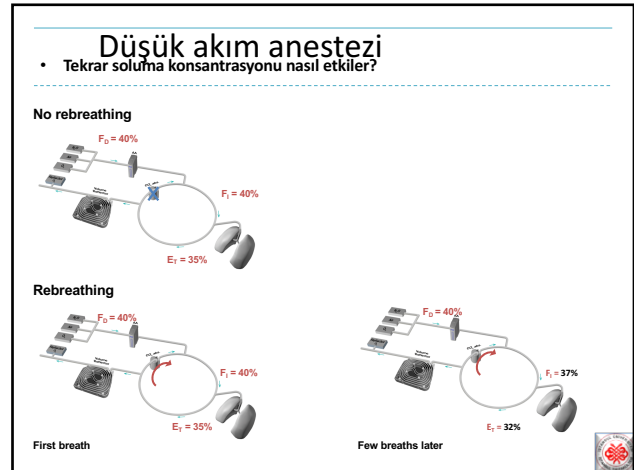 Düşük akım anestezi
• Tekrar soluma konsantrasyonu nasıl etkiler?
No rebreathing
FD = 40%
FI = 40%
ET = 35%
Rebreathing
FD = 40%
FI = 40%
ET = 35%
First breath
FD = 40%
FI = 37%
ET = 32%
Few breaths later